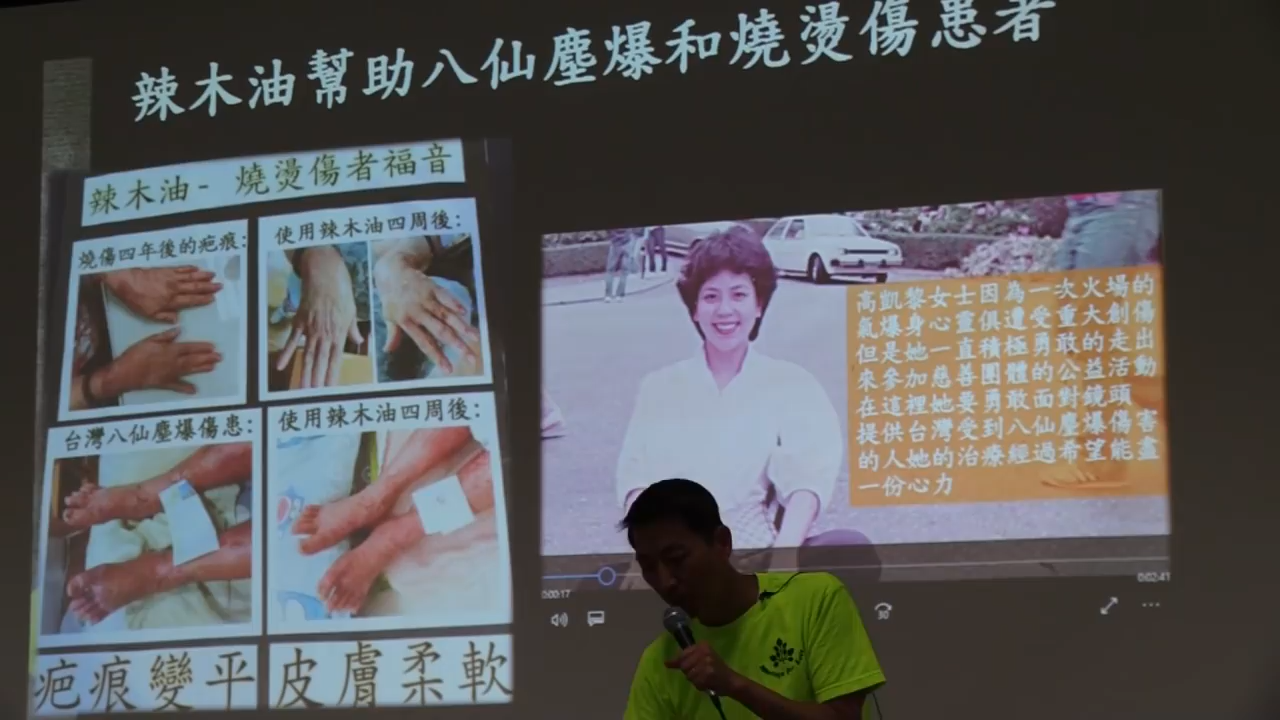 辣木油幫助八仙塵爆和燒燙傷患者
辣木油- 燒燙傷者福音
燒傷四年後的疤痕:
使用辣木油四周後:
台灣八仙塵爆傷患:
使用辣木油四周後:
疤痕變平
皮膚柔軟
高凱黎女士因為一次火場的
氣爆身心靈俱遭受重大創傷
但是她一直積極勇敢的走出
來參加慈善團體的公益活動
在這裡她要勇敢面對鏡頭
提供台灣受到八仙塵爆傷害
的人她的治療經過希望能盡
一份心力
0:00:17
0:02:41
30